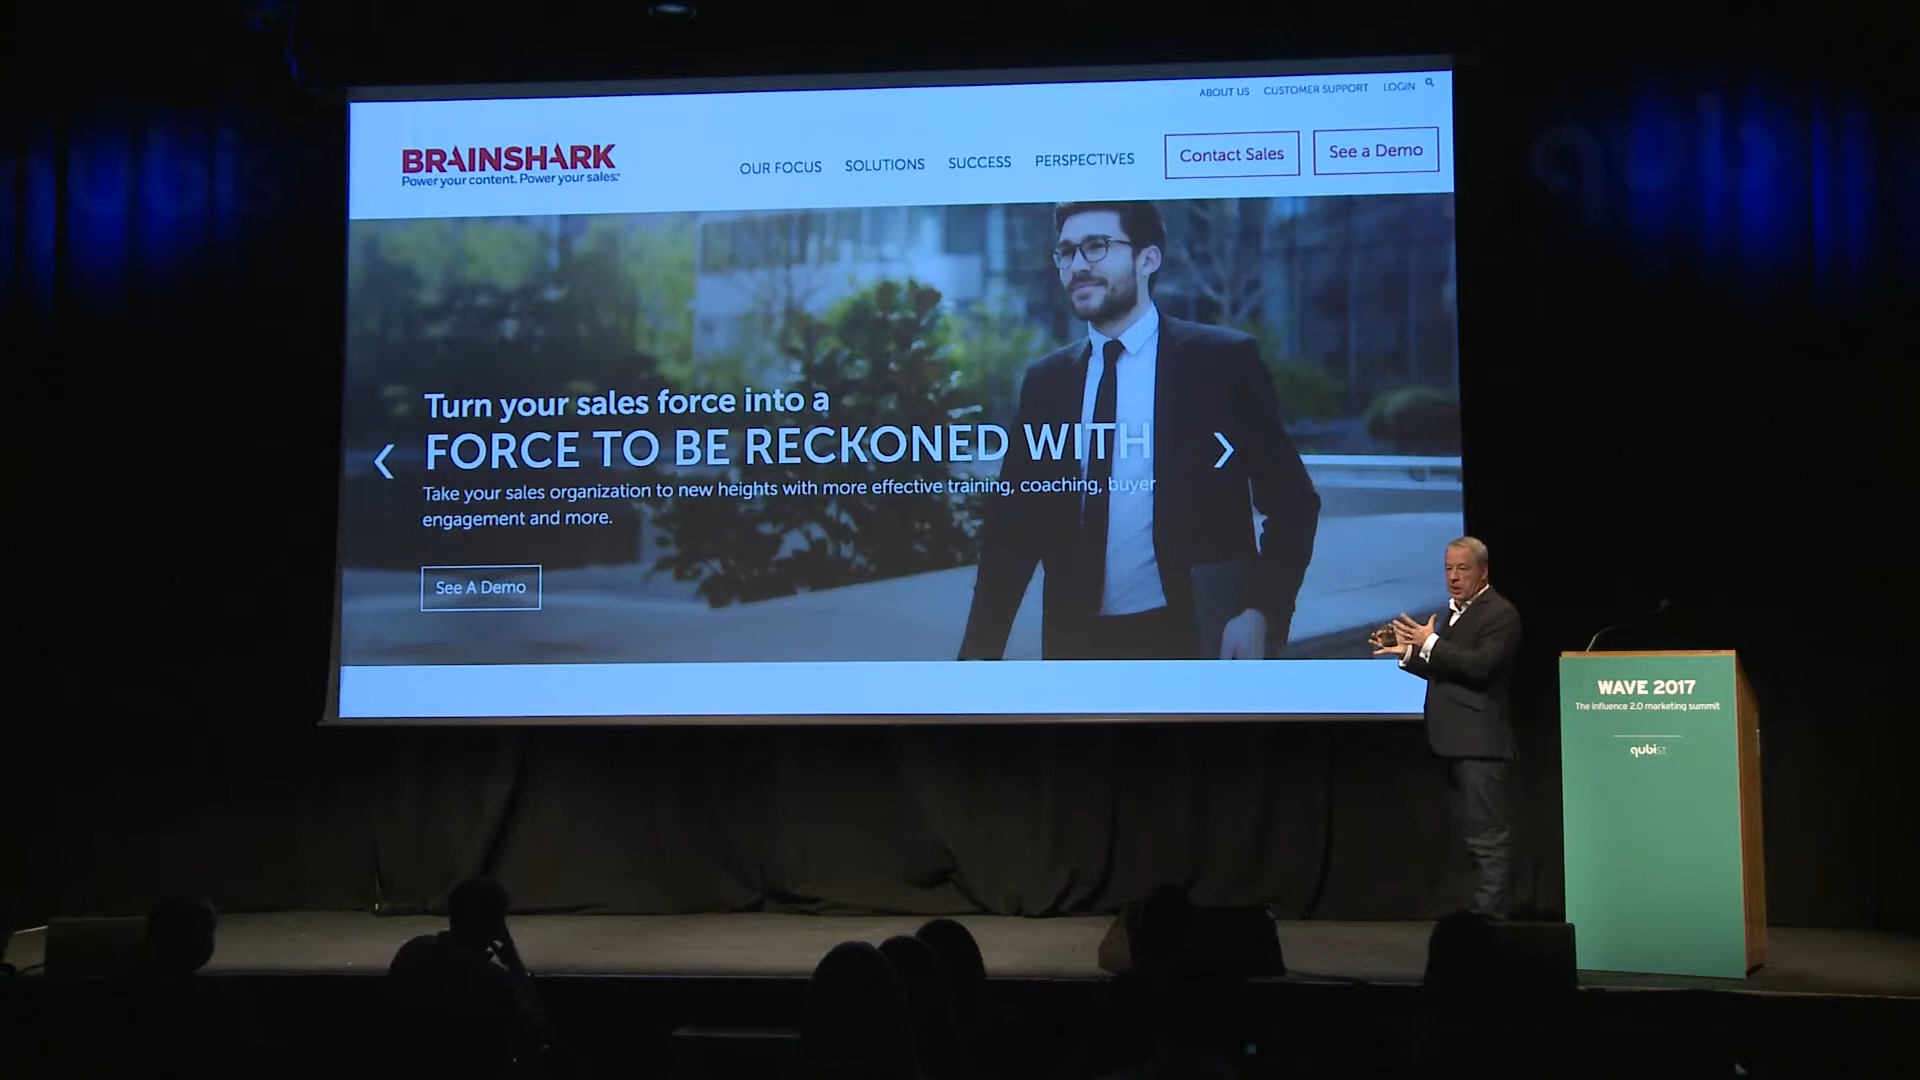 ABOUT US CUSTOMER SUPPORT LOGIN
BRAINSHARK
Power your content. Power your sales.
OUR FOCUS SOLUTIONS SUCCESS PERSPECTIVES Contact Sales See a Demo
Turn your sales force into a
FORCE TO BE RECKONED WITH
Take your sales organization to new heights with more effective training, coaching, buyer
engagement and more.
See A Demo
WAVE 2017
The influence 2.0 marketing summit
qubist